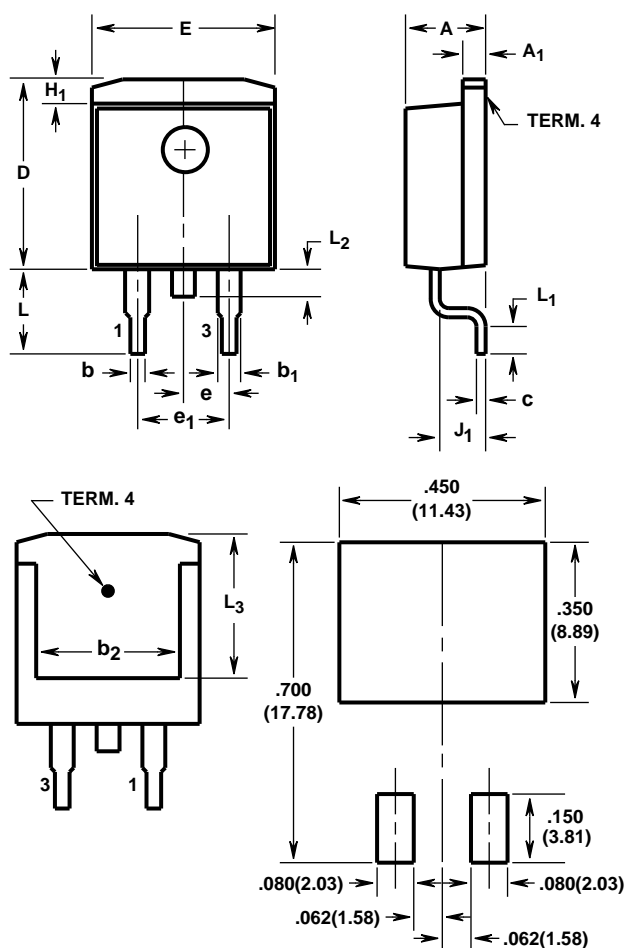 E
A
A1
H1
TERM. 4
D
L2
L
L1
1
3
b
e
b1
c
e1
J1
TERM. 4
.450
(11.43)
L3
.350
(8.89)
b2
.700
(17.78)
3
1
.150
(3.81)
.080(2.03)
.080(2.03)
.062(1.58)
.062(1.58)